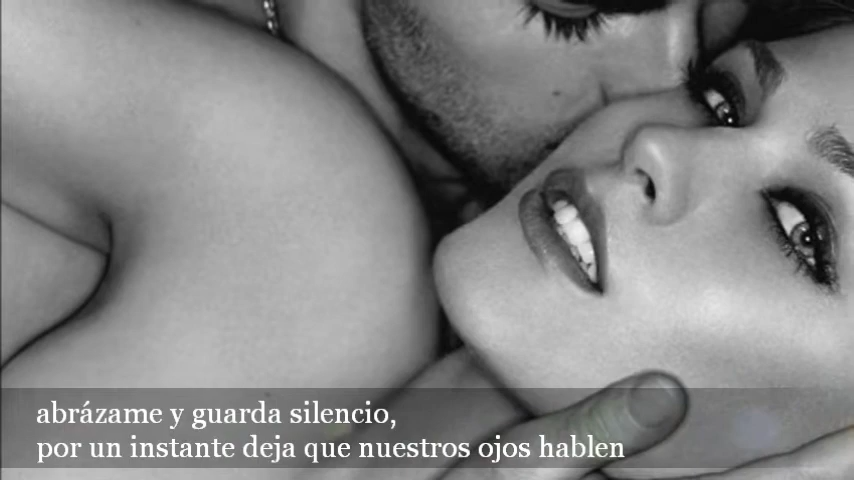 abrázame y guarda silencio,
por un instante deja que nuestros ojos hablen